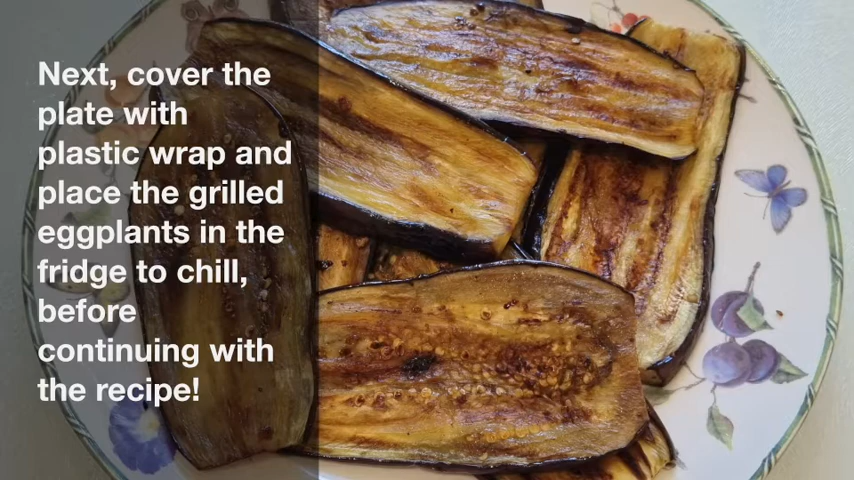 Next, cover the
plate with
plastic wrap and
place the grilled
eggplants in the
fridge to chill,
before
continuing with
the recipe!